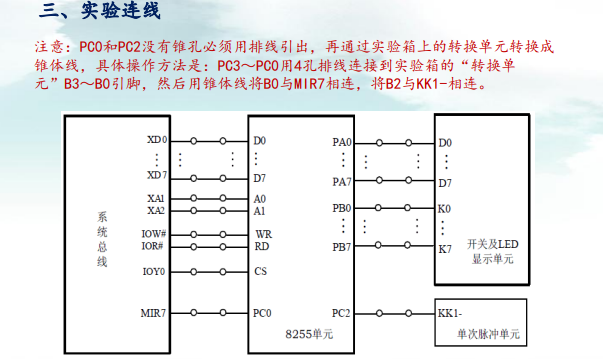 三、实验连线
注意：PC0和PC2没有锥孔必须用排线引出，再通过实验箱上的转换单元转换成
锥体线，具体操作方法是：PC3～PC0用4孔排线连接到实验箱的“转换单
元”B3～B0引脚，然后用锥体线将B0与MIR7相连，将B2与KK1-相连。
XD0 D0 PA0 D0
XD7 D7 PA7 D7
XA1 A0 PB0 K0
XA2 A1
系统总线
IOW# WR
IOR# RD PB7 K7 开关及LED
显示单元
IOY0 CS
MIR7 PC0 PC2 KK1-
8255单元 单次脉冲单元